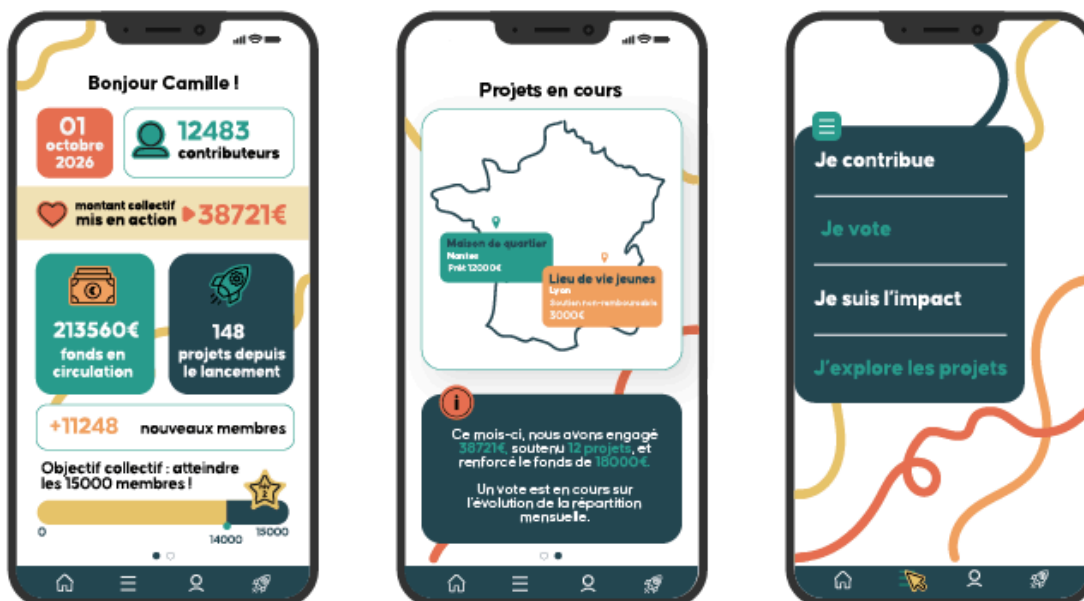 Bonjour Camille !
01
octobre
2026
12483
contributeurs
montant collectif
mis en action
38721€
213560€
fonds en
circulation
148
projets depuis
le lancement
+11248 nouveaux membres
Objectif collectif : atteindre
les 15000 membres !
0
14000
15000
Projets en cours
Maison de quartier
Nantes
Prêt 12000€
Lieu de vie jeunes
Lyon
Soutien non-remboursable
3000€
i
Ce mois-ci, nous avons engagé
38721€, soutenu 12 projets, et
renforcé le fonds de 18000€.
Un vote est en cours sur
l'évolution de la répartition
mensuelle.
Je contribue
Je vote
Je suis l'impact
J'explore les projets